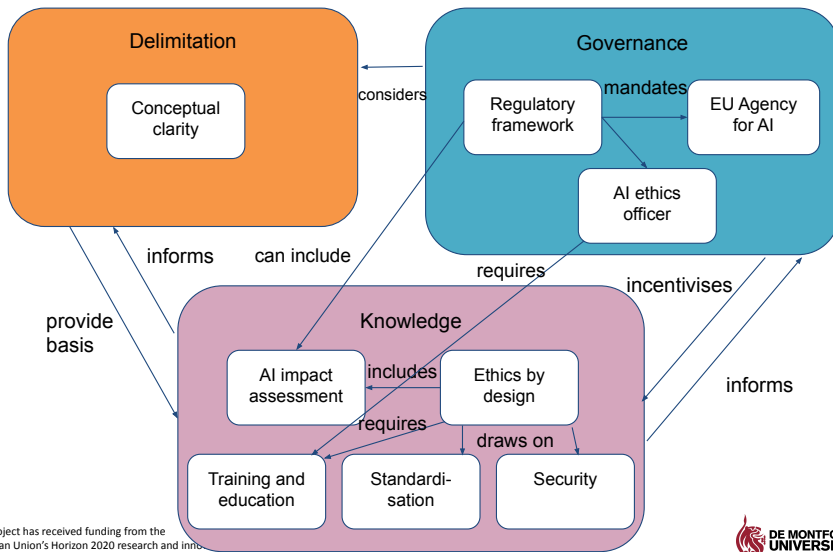 Delimitation
Conceptual
clarity
considers
Governance
mandates
Regulatory
framework
EU Agency
for AI
AI ethics
officer
informs
can include
requires
incentivises
provide
basis
Knowledge
AI impact
assessment
includes
Ethics by
design
informs
requires
draws on
Training and
education
Standardi-
sation
Security
oject has received funding from the
an Union's Horizon 2020 research and inno
DE MONTFO
UNIVERSI